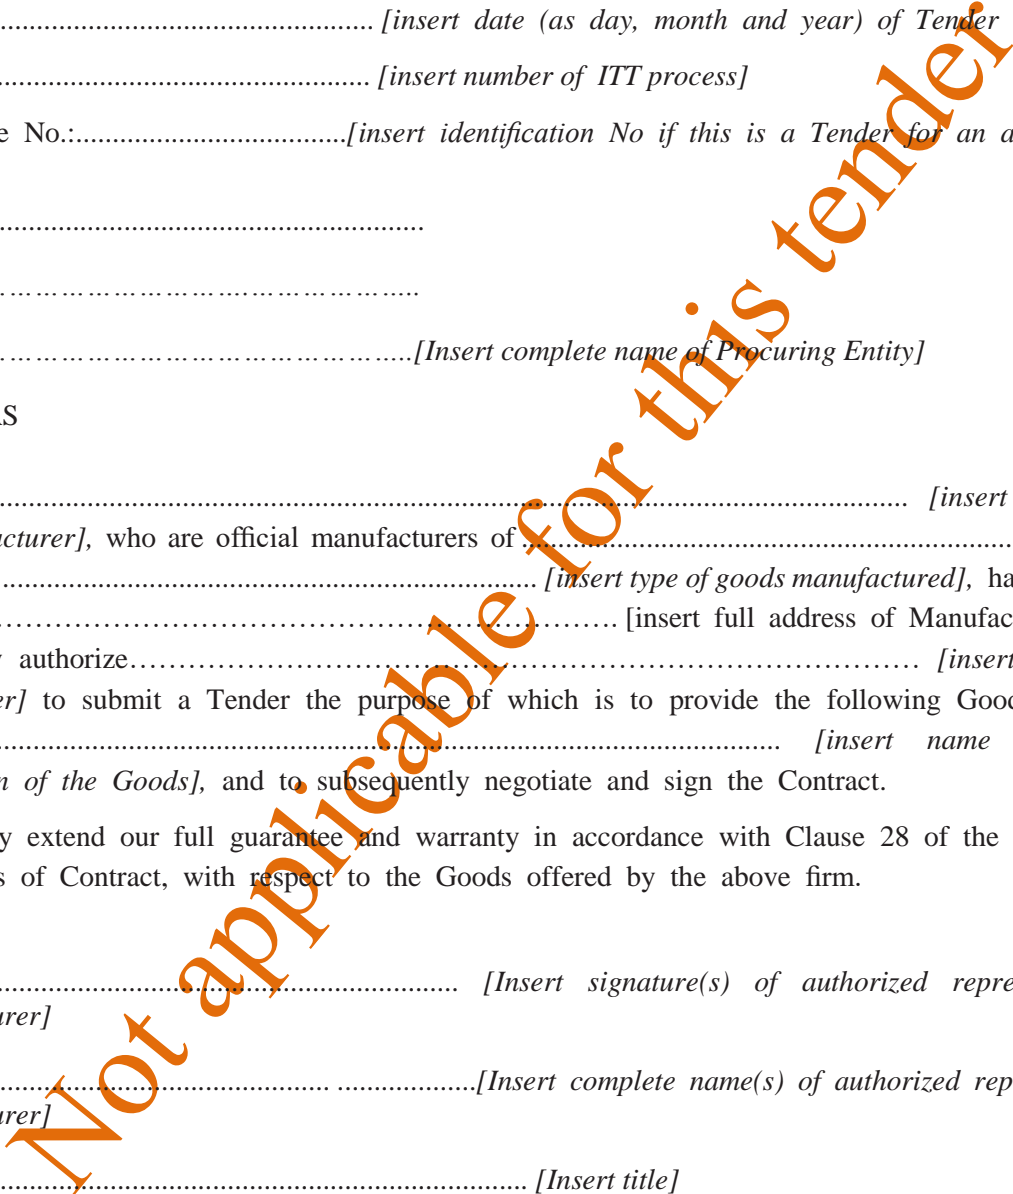 .................................................. [insert date (as day, month and year) of Tender
.................................................. [insert number of ITT process]
e No.:....................................[insert identification No if this is a Tender for an a
..........................................................
………………………….……………..
………………………………………..[Insert complete name of Procuring Entity]
AS
.......................................................................................................................... [insert
acturer], who are official manufacturers of ..................................................................
........................................................................ [insert type of goods manufactured], ha
……………………………………………………………. [insert full address of Manufac
y authorize…………………………………………………………………………… [insert
er] to submit a Tender the purpose of which is to provide the following Good
......................................................................................................... [insert name
n of the Goods], and to subsequently negotiate and sign the Contract.
y extend our full guarantee and warranty in accordance with Clause 28 of the
s of Contract, with respect to the Goods offered by the above firm.
.............................................................. [Insert signature(s) of authorized repre
urer]
............................................ ...................[Insert complete name(s) of authorized rep
urer]
....................................................................... [Insert title]
Not applicable for this tender